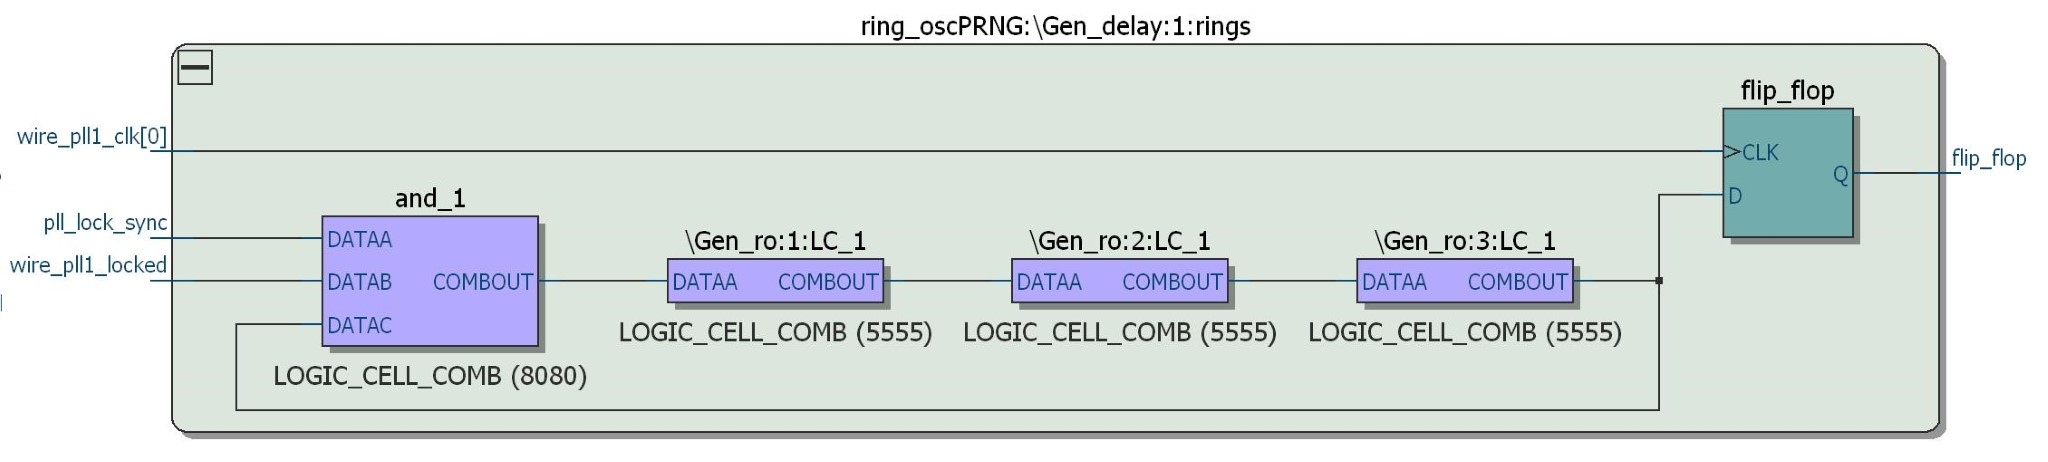 ring_oscPRNG:\Gen_delay:1:rings
flip_flop
wire_pll1_clk[0]
CLK
flip_flop
Q
D
and_1
pll_lock_sync
DATAA
wire_pll1_locked
DATAB
COMBOUT
DATAC
LOGIC_CELL_COMB (8080)
\Gen_ro:1:LC_1
DATAA COMBOUT
LOGIC_CELL_COMB (5555)
\Gen_ro:2:LC_1
DATAA COMBOUT
LOGIC_CELL_COMB (5555)
\Gen_ro:3:LC_1
DATAA COMBOUT
LOGIC_CELL_COMB (5555)